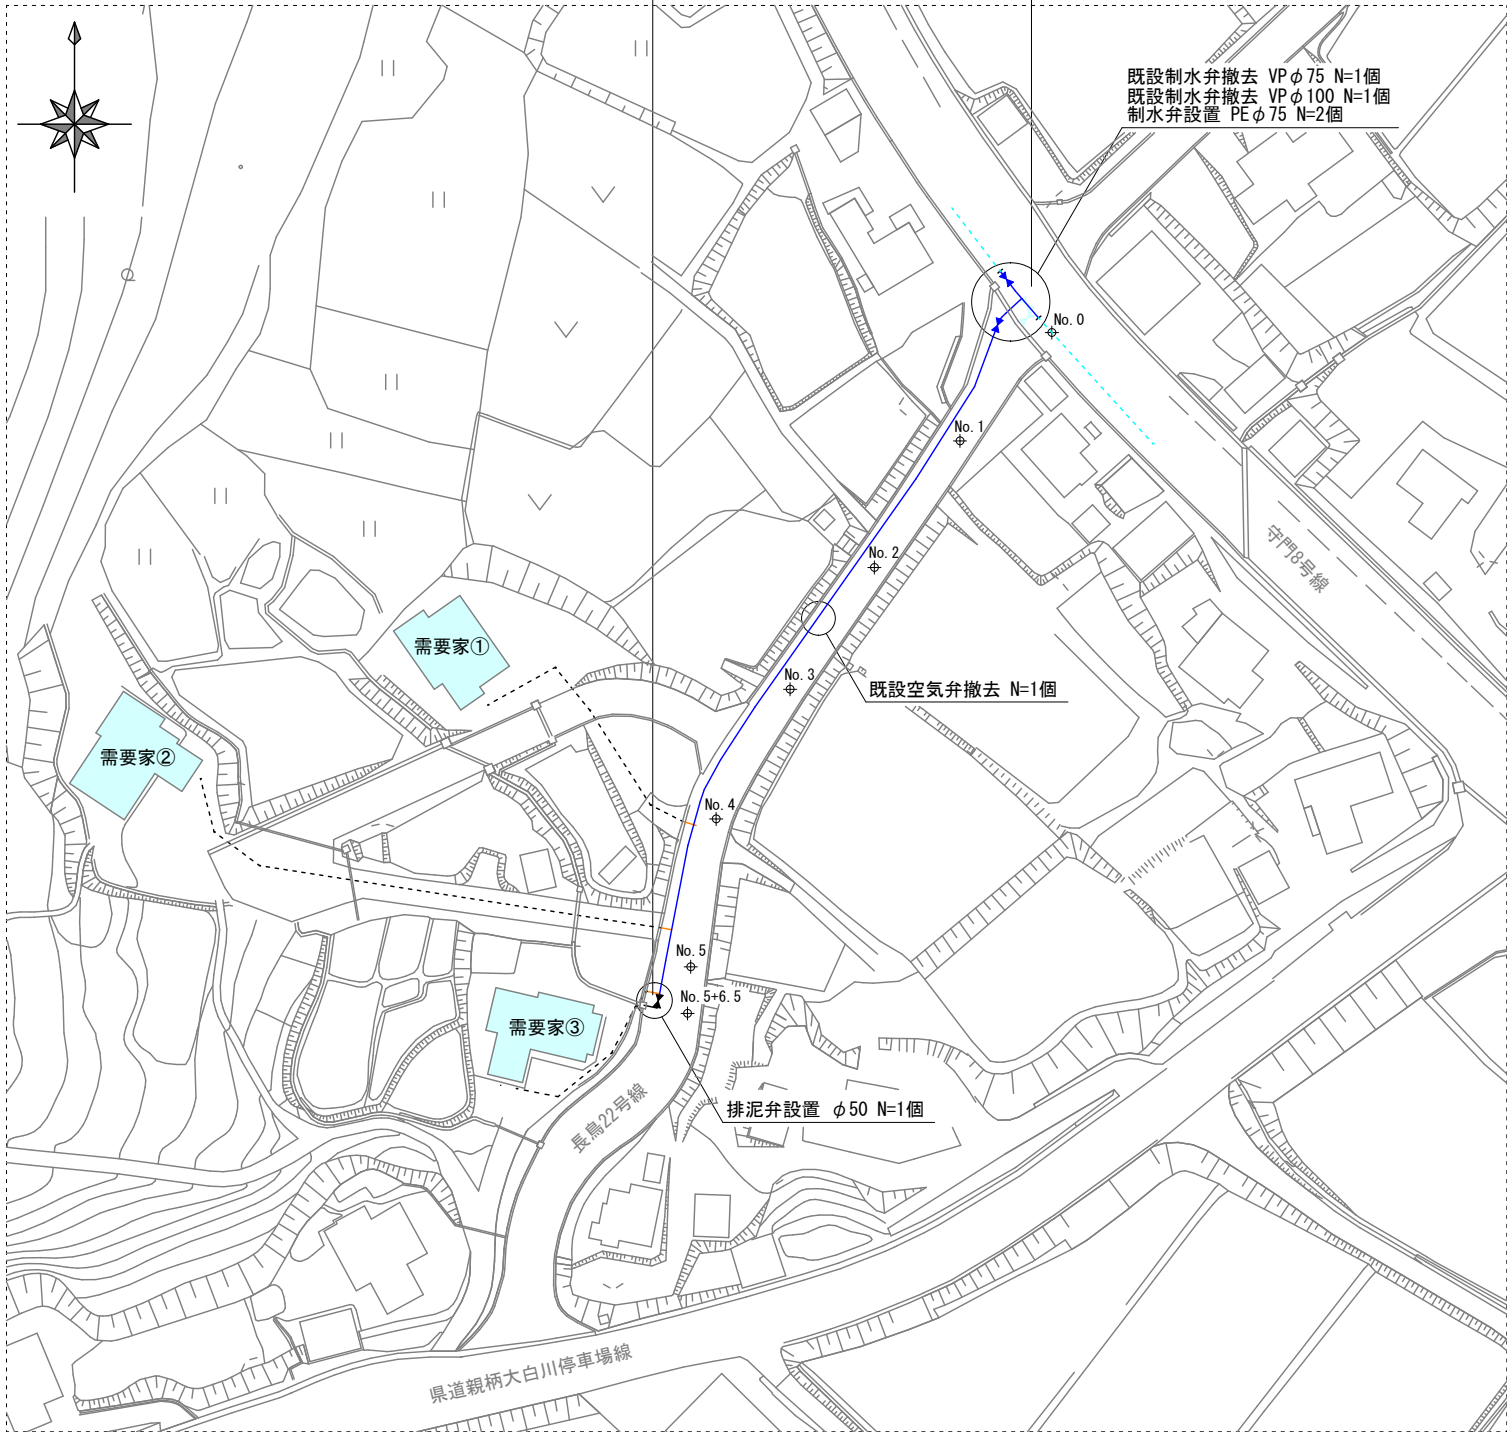 既設制水弁撤去 VPφ75 N=1個
既設制水弁撤去 VPφ100 N=1個
制水弁設置 PEφ75 N=2個
No.0
No.1
守門8号線
No.2
需要家①
既設空気弁撤去 N=1個
No.3
需要家②
No.4
No.5
No.5+6.5
需要家③
排泥弁設置 φ50 N=1個
長鳥22号線
県道親柄大白川停車場線